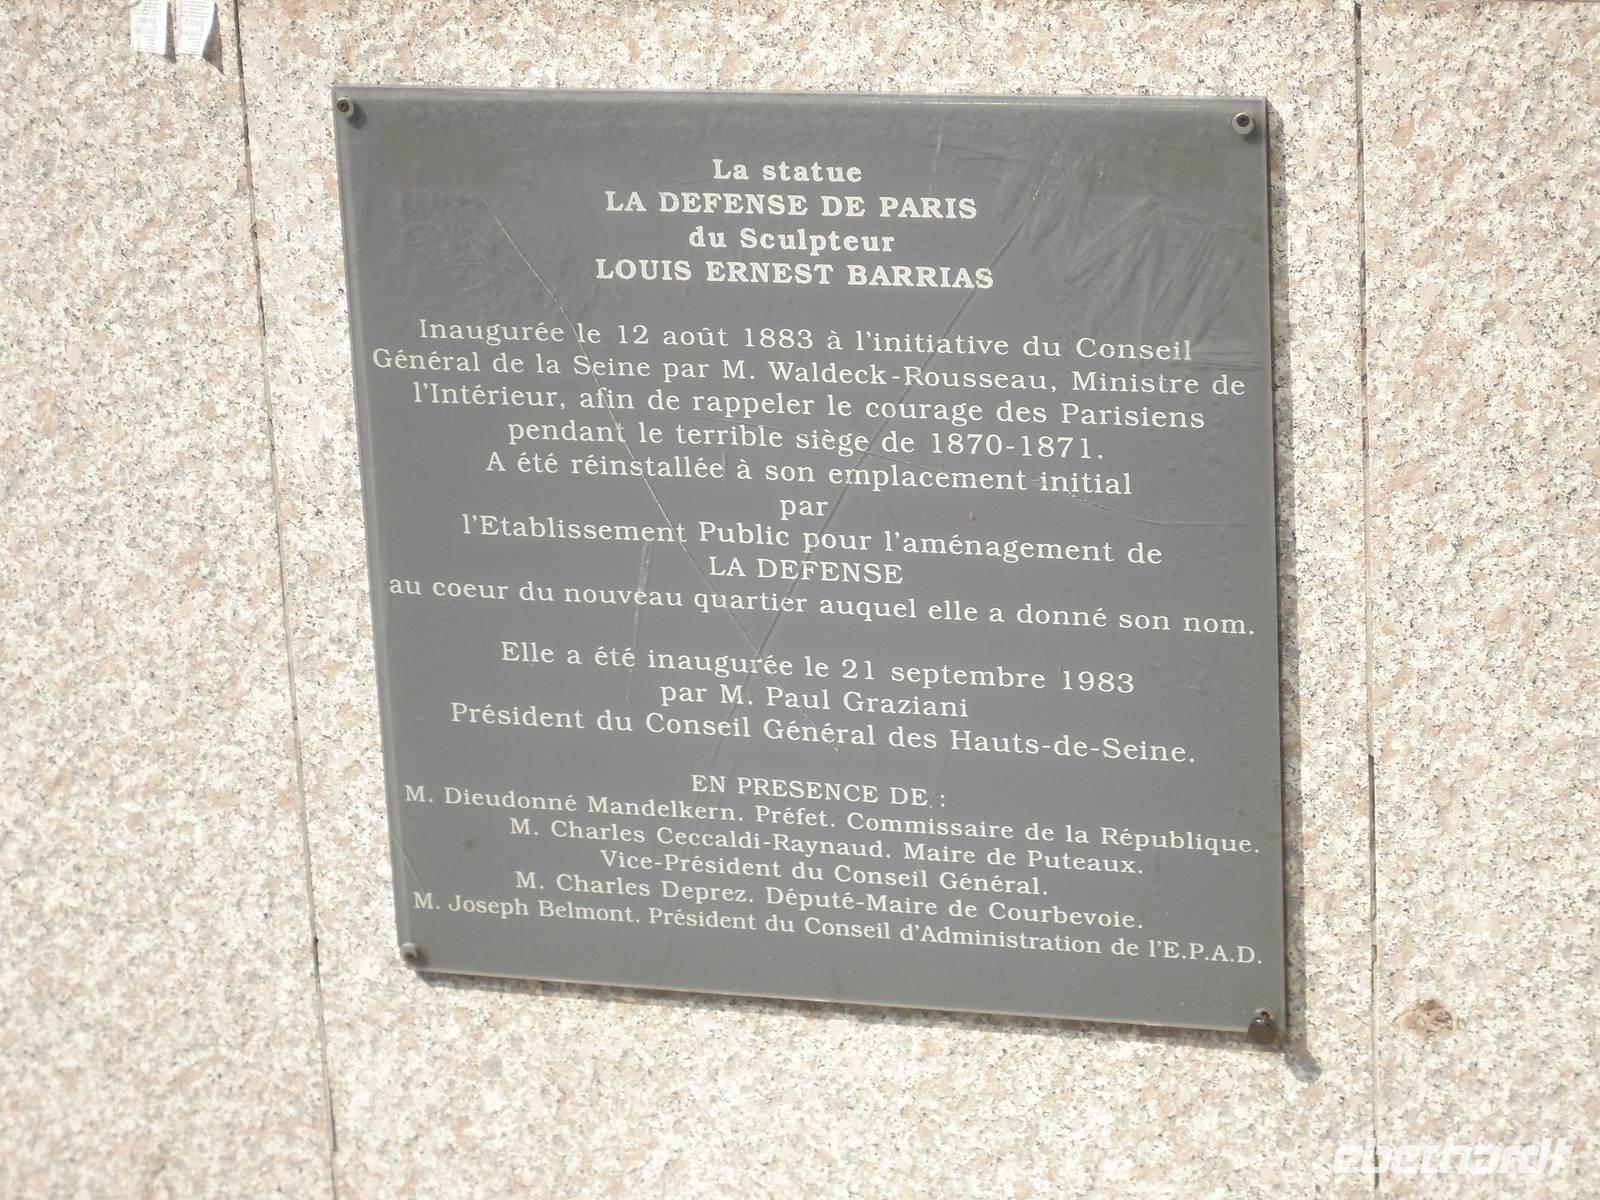 La statue
LA DEFENSE DE PARIS
du Sculpteur
LOUIS ERNEST BARRIAS
Inaugurée le 12 août 1883 à l'initiative du Conseil
Général de la Seine par M. Waldeck-Rousseau, Ministre de
l'Intérieur, afin de rappeler le courage des Parisiens
pendant le terrible siège de 1870-1871.
A été réinstallée à son emplacement initial
par
l'Etablissement Public pour l'aménagement de
LA DEFENSE
au coeur du nouveau quartier auquel elle a donné son nom.
Elle a été inaugurée le 21 septembre 1983
par M. Paul Graziani
Président du Conseil Général des Hauts-de-Seine.
EN PRESENCE DE :
M. Dieudonné Mandelkern. Préfet. Commissaire de la République.
M. Charles Ceccaldi-Raynaud. Maire de Puteaux.
Vice-Président du Conseil Général.
M. Charles Deprez. Député-Maire de Courbevoie.
M. Joseph Belmont. Président du Conseil d'Administration de l'E.P.A.D.
eberhardt